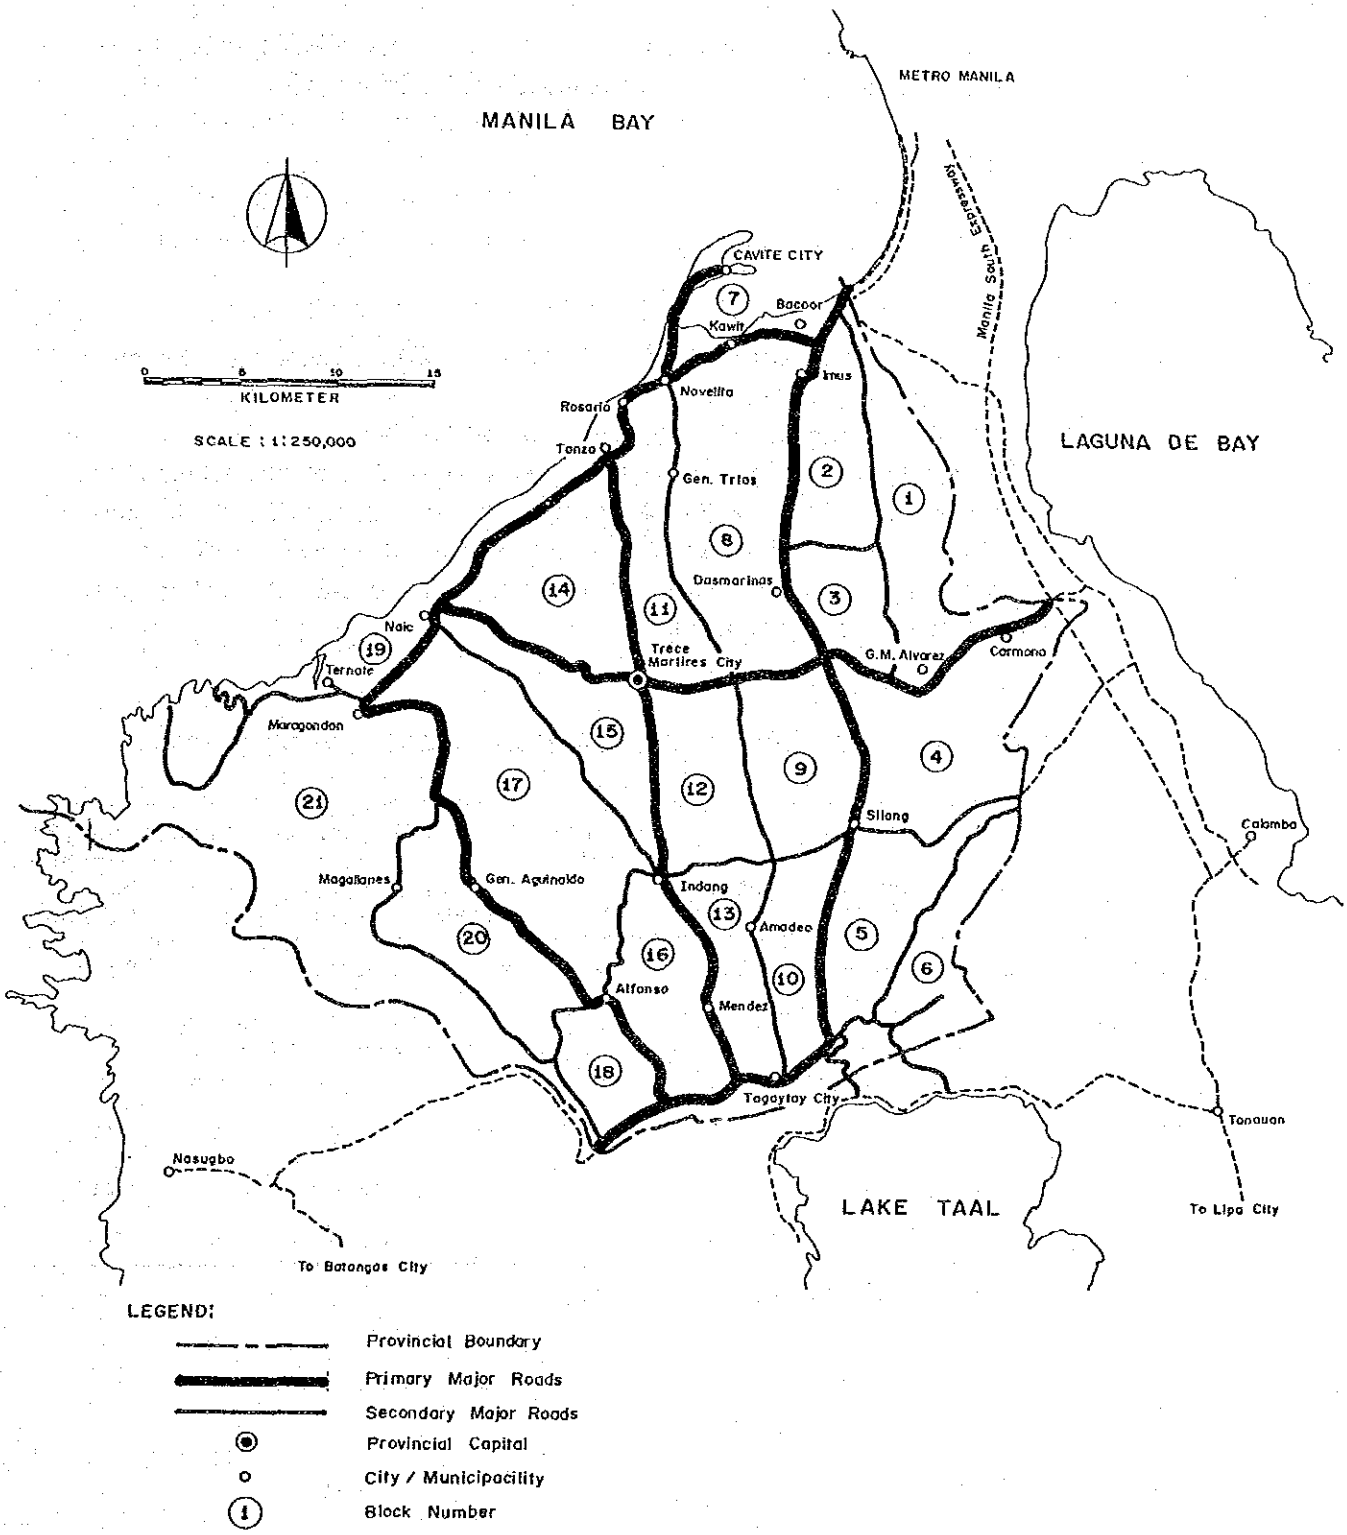 METRO MANILA
MANILA BAY
Manila South Expressway
CAVITE CITY
7
Bacoor
Kawit
0 5 10 15
KILOMETER
SCALE : 1:250,000
Imus
Novelita
Rosario
Tanza
LAGUNA DE BAY
Gen. Trias
2
1
8
Dasmarinas
14
3
11
Naic
19
Trece
Martires City
G.M. Alvarez
Carmona
Ternate
Maragondon
15
4
9
17
12
21
Silang
Calamba
Magallanes
Gen. Aguinaldo
Indang
13
Amadeo
5
20
16
6
10
Alfonso
Mendez
18
Tagaytay City
Tanauan
Nasugbo
LAKE TAAL
To Lipa City
To Batangas City
LEGEND:
Provincial Boundary
Primary Major Roads
Secondary Major Roads
Provincial Capital
City / Municipacility
1 Block Number